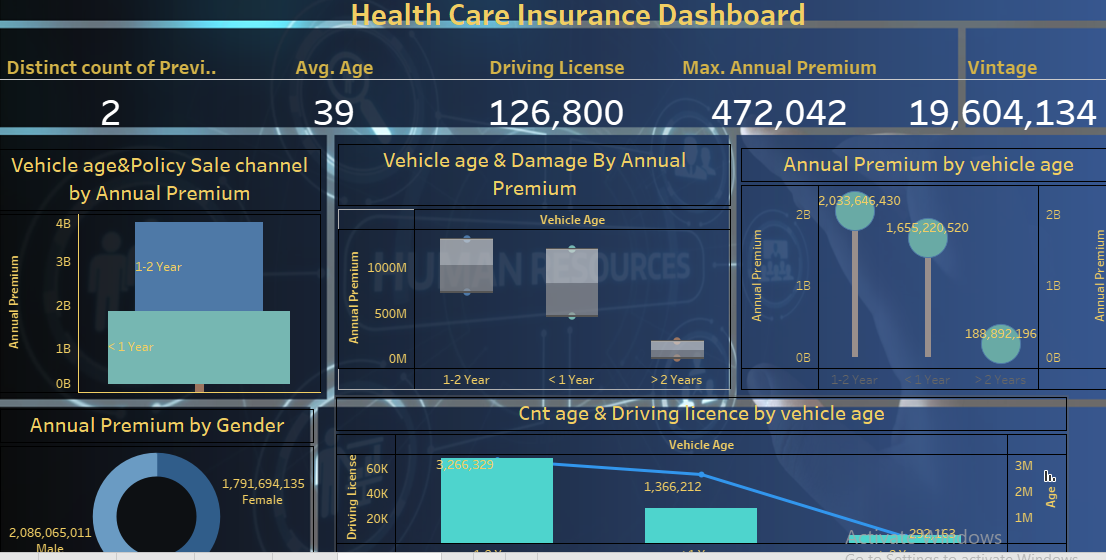 Health Care Insurance Dashboard
Distinct count of Previ.. Avg. Age Driving License Max. Annual Premium Vintage
2 39 126,800 472,042 19,604,134
Vehicle age&Policy Sale channel
by Annual Premium
Annual Premium
4B
3B
2B
1B
0B
1-2 Year
< 1 Year
Vehicle age & Damage By Annual
Premium
Vehicle Age
Annual Premium
1000M
500M
0M
HUMAN RESOURCES
1-2 Year < 1 Year > 2 Years
Annual Premium by vehicle age
Annual Premium
2B
1B
0B
2,033,646,430
1,655,220,520
188,892,196
2B
1B
0B
Annual Premium
1-2 Year < 1 Year > 2 Years
Annual Premium by Gender
1,791,694,135
Female
2,086,065,011
Male
Cnt age & Driving licence by vehicle age
Vehicle Age
Driving License
60K
40K
20K
3,266,329
1,366,212
292,163
3M
2M
1M
Age
Activate Windows
Go to Settings to activate Windows